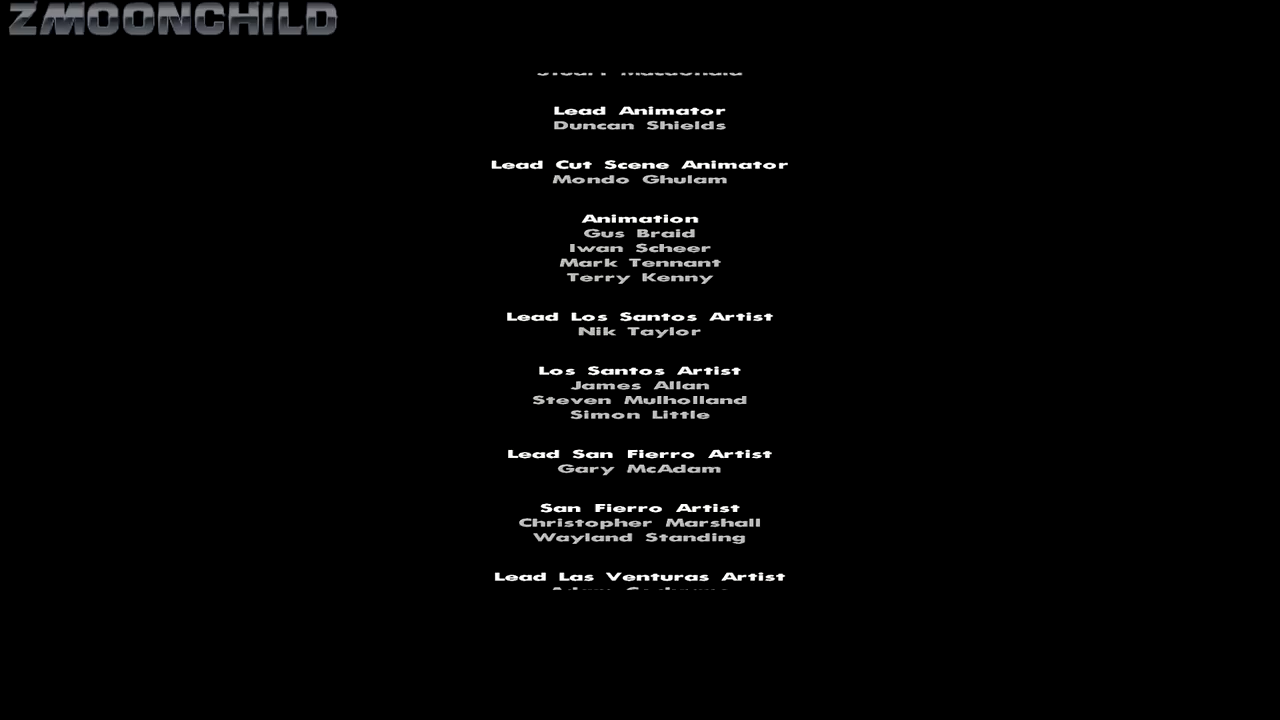 ZMOONCHILD
Lead Animator
Duncan Shields
Lead Cut Scene Animator
Mondo Ghulam
Animation
Gus Braid
Iwan Scheer
Mark Tennant
Terry Kenny
Lead Los Santos Artist
Nik Taylor
Los Santos Artist
James Allan
Steven Mulholland
Simon Little
Lead San Fierro Artist
Gary McAdam
San Fierro Artist
Christopher Marshall
Wayland Standing
Lead Las Venturas Artist